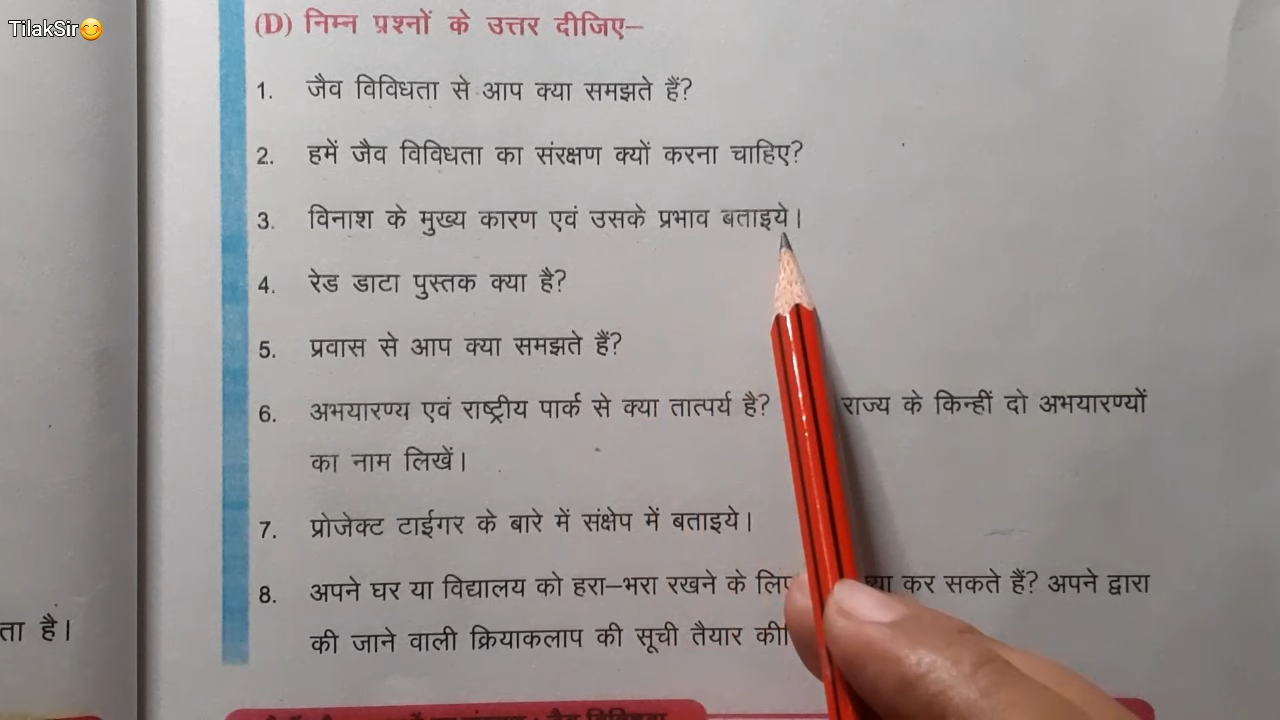 TilakSir😊
(D) निम्न प्रश्नों के उत्तर दीजिए–
1. जैव विविधता से आप क्या समझते हैं?
2. हमें जैव विविधता का संरक्षण क्यों करना चाहिए?
3. विनाश के मुख्य कारण एवं उसके प्रभाव बताइये।
4. रेड डाटा पुस्तक क्या है?
5. प्रवास से आप क्या समझते हैं?
6. अभयारण्य एवं राष्ट्रीय पार्क से क्या तात्पर्य है? राज्य के किन्हीं दो अभयारण्यों
का नाम लिखें।
7. प्रोजेक्ट टाईगर के बारे में संक्षेप में बताइये।
8. अपने घर या विद्यालय को हरा–भरा रखने के कर सकते हैं? अपने द्वारा
की जाने वाली क्रियाकलाप की सूची तैयार
ता है।